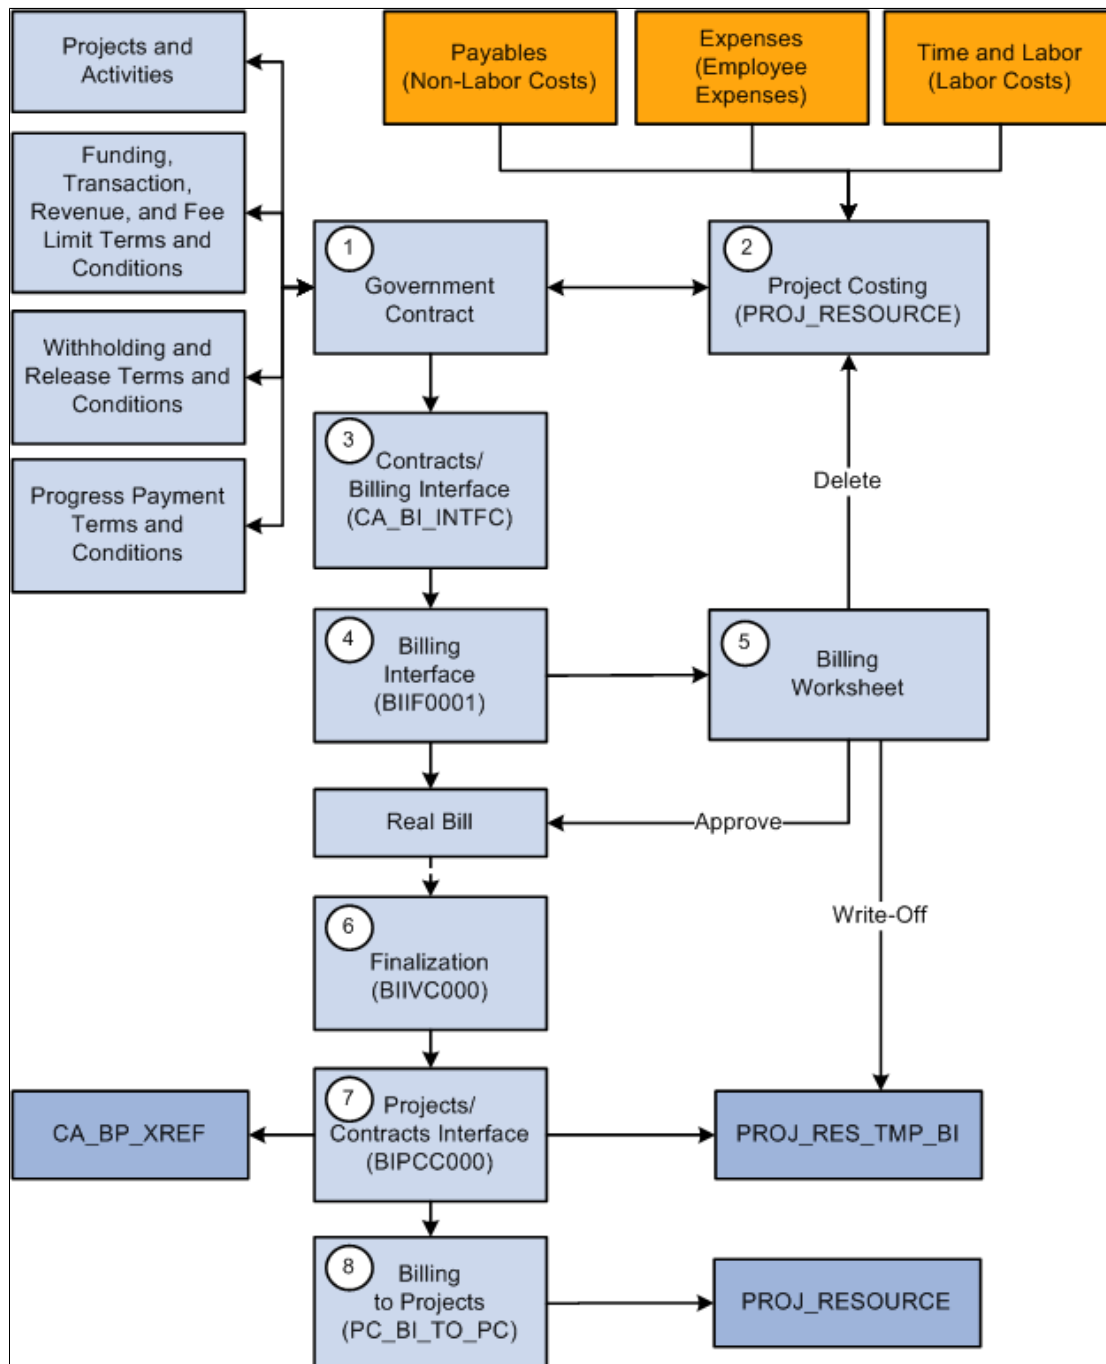 Projects and
Activities
Payables
(Non-Labor Costs)
Expenses
(Employee
Expenses)
Time and Labor
(Labor Costs)
Funding,
Transaction,
Revenue, and Fee
Limit Terms and
Conditions
1
Government
Contract
2
Project Costing
(PROJ_RESOURCE)
Withholding and
Release Terms and
Conditions
3
Contracts/
Billing Interface
(CA_BI_INTFC)
Delete
Progress Payment
Terms and
Conditions
4
Billing
Interface
(BIIF0001)
5
Billing
Worksheet
Real Bill
Approve
Write-Off
6
Finalization
(BIIVC000)
7
Projects/
Contracts Interface
(BIPCC000)
CA_BP_XREF
PROJ_RES_TMP_BI
8
Billing
to Projects
(PC_BI_TO_PC)
PROJ_RESOURCE